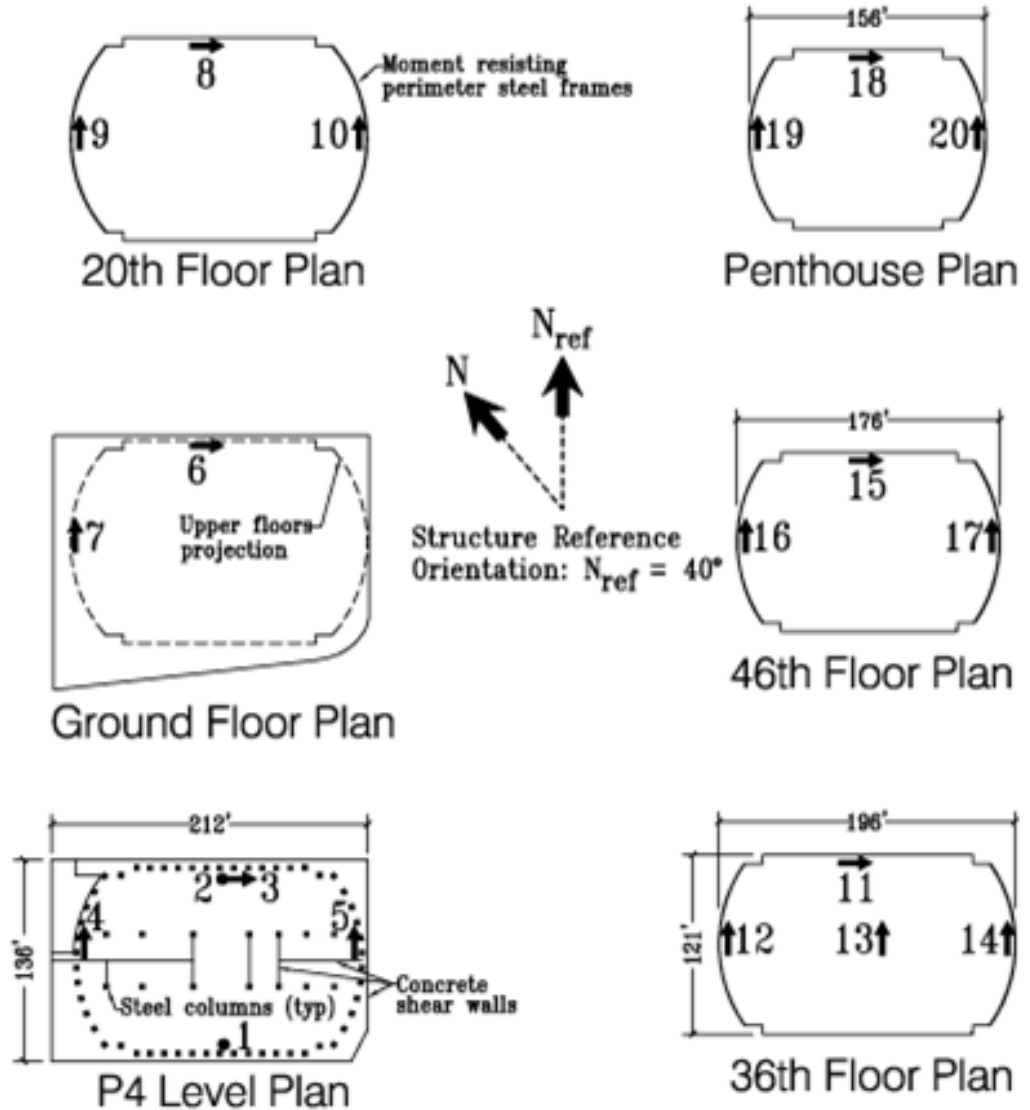 8
Moment resisting
perimeter steel frames
9
10
20th Floor Plan
156'
18
19
20
Penthouse Plan
N
N_ref
Structure Reference
Orientation: N_ref = 40°
6
7
Upper floors
projection
Ground Floor Plan
176'
15
16
17
46th Floor Plan
212'
136'
2
3
4
5
Steel columns (typ)
Concrete
shear walls
1
P4 Level Plan
196'
121'
11
12
13
14
36th Floor Plan